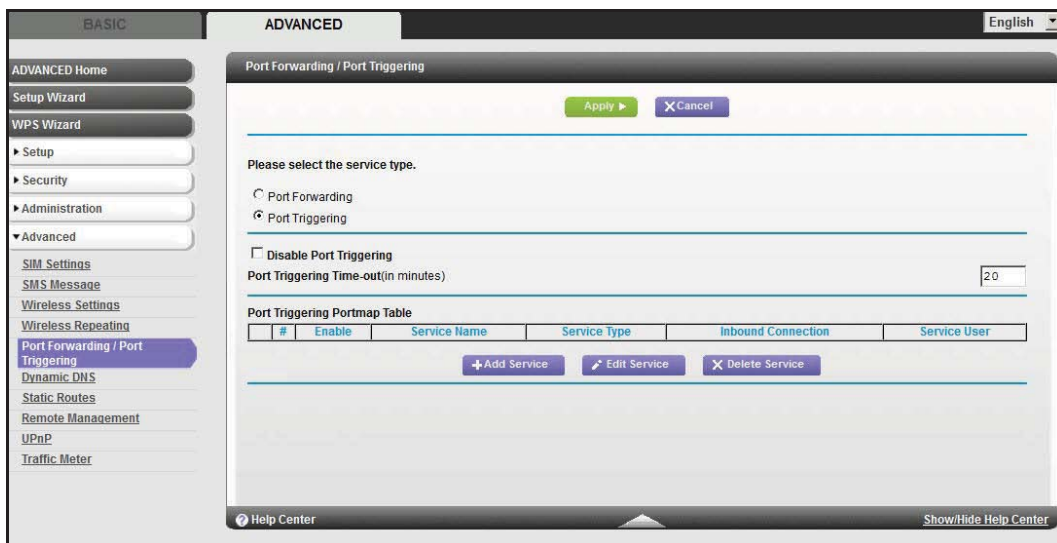 BASIC
ADVANCED
English
ADVANCED Home
Setup Wizard
WPS Wizard
Setup
Security
Administration
Advanced
SIM Settings
SMS Message
Wireless Settings
Wireless Repeating
Port Forwarding / Port
Triggering
Dynamic DNS
Static Routes
Remote Management
UPnP
Traffic Meter
Port Forwarding / Port Triggering
Apply
Cancel
Please select the service type.
Port Forwarding
Port Triggering
Disable Port Triggering
Port Triggering Time-out(in minutes) 20
Port Triggering Portmap Table
# Enable Service Name Service Type Inbound Connection Service User
Add Service Edit Service Delete Service
Help Center Show/Hide Help Center